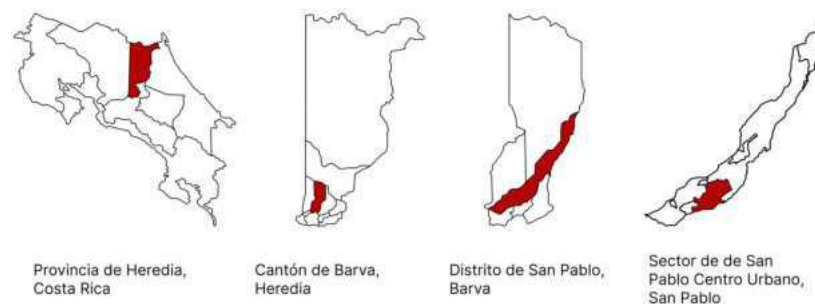 Provincia de Heredia,
Costa Rica
Cantón de Barva,
Heredia
Distrito de San Pablo,
Barva
Sector de de San
Pablo Centro Urbano,
San Pablo